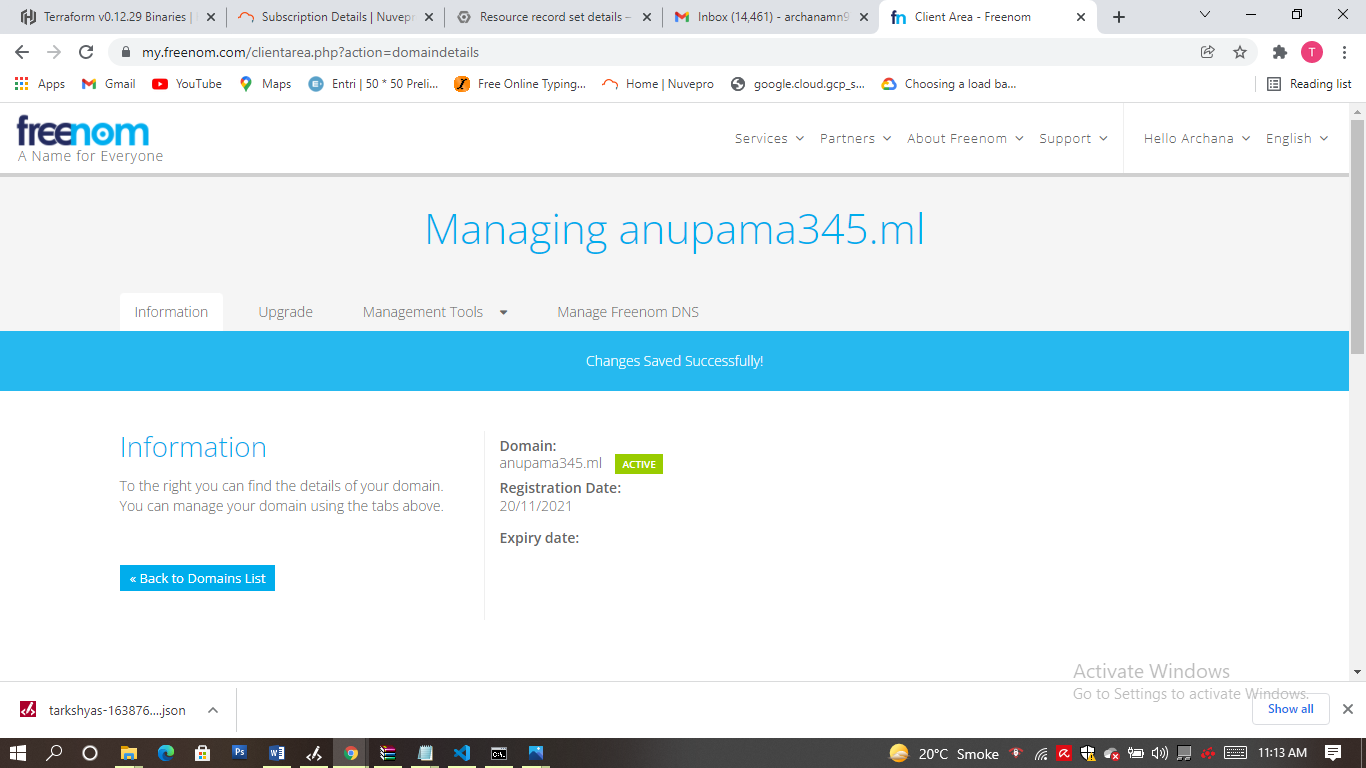 Terraform v0.12.29 Binaries |
Subscription Details | Nuvepr
Resource record set details –
Inbox (14,461) - archanamn9
Client Area - Freenom
my.freenom.com/clientarea.php?action=domaindetails
T
Apps
Gmail
YouTube
Maps
Entri | 50 * 50 Preli...
Free Online Typing...
Home | Nuvepro
google.cloud.gcp_s...
Choosing a load ba...
Reading list
freenom
A Name for Everyone
Services
Partners
About Freenom
Support
Hello Archana
English
Managing anupama345.ml
Information
Upgrade
Management Tools
Manage Freenom DNS
Changes Saved Successfully!
Information
To the right you can find the details of your domain.
You can manage your domain using the tabs above.
« Back to Domains List
Domain:
anupama345.ml ACTIVE
Registration Date:
20/11/2021
Expiry date:
Activate Windows
Go to Settings to activate Windows.
tarkshyas-163876....json
Show all
20°C Smoke
11:13 AM